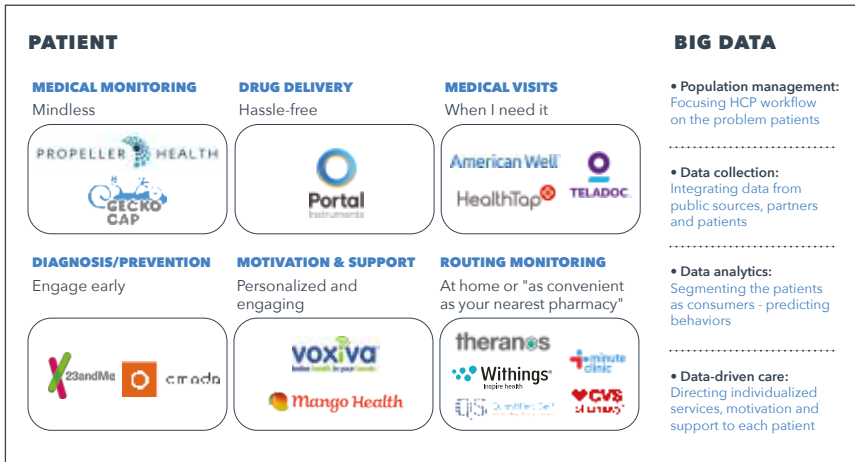 PATIENT
BIG DATA
MEDICAL MONITORING
Mindless
PROPELLER HEALTH
GECKO
CAP
DRUG DELIVERY
Hassle-free
Portal
Instruments
MEDICAL VISITS
When I need it
American Well
HealthTap
TELADOC
DIAGNOSIS/PREVENTION
Engage early
23andMe
omada
MOTIVATION & SUPPORT
Personalized and
engaging
voxiva
Mango Health
ROUTING MONITORING
At home or "as convenient
as your nearest pharmacy"
theranos
minute
clinic
Withings
Inspire health
QS Quantified Self
CVS
pharmacy
• Population management:
Focusing HCP workflow
on the problem patients
• Data collection:
Integrating data from
public sources, partners
and patients
• Data analytics:
Segmenting the patients
as consumers - predicting
behaviors
• Data-driven care:
Directing individualized
services, motivation and
support to each patient